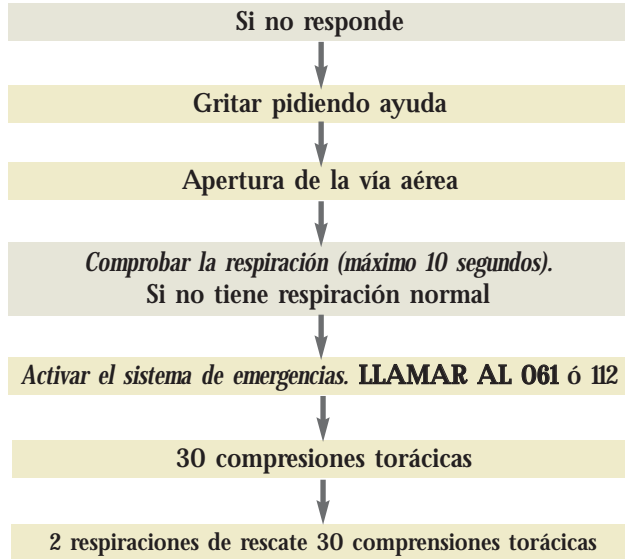 Si no responde
Gritar pidiendo ayuda
Apertura de la vía aérea
Comprobar la respiración (máximo 10 segundos).
Si no tiene respiración normal
Activar el sistema de emergencias. LLAMAR AL 061 ó 112
30 compresiones torácicas
2 respiraciones de rescate 30 comprensiones torácicas